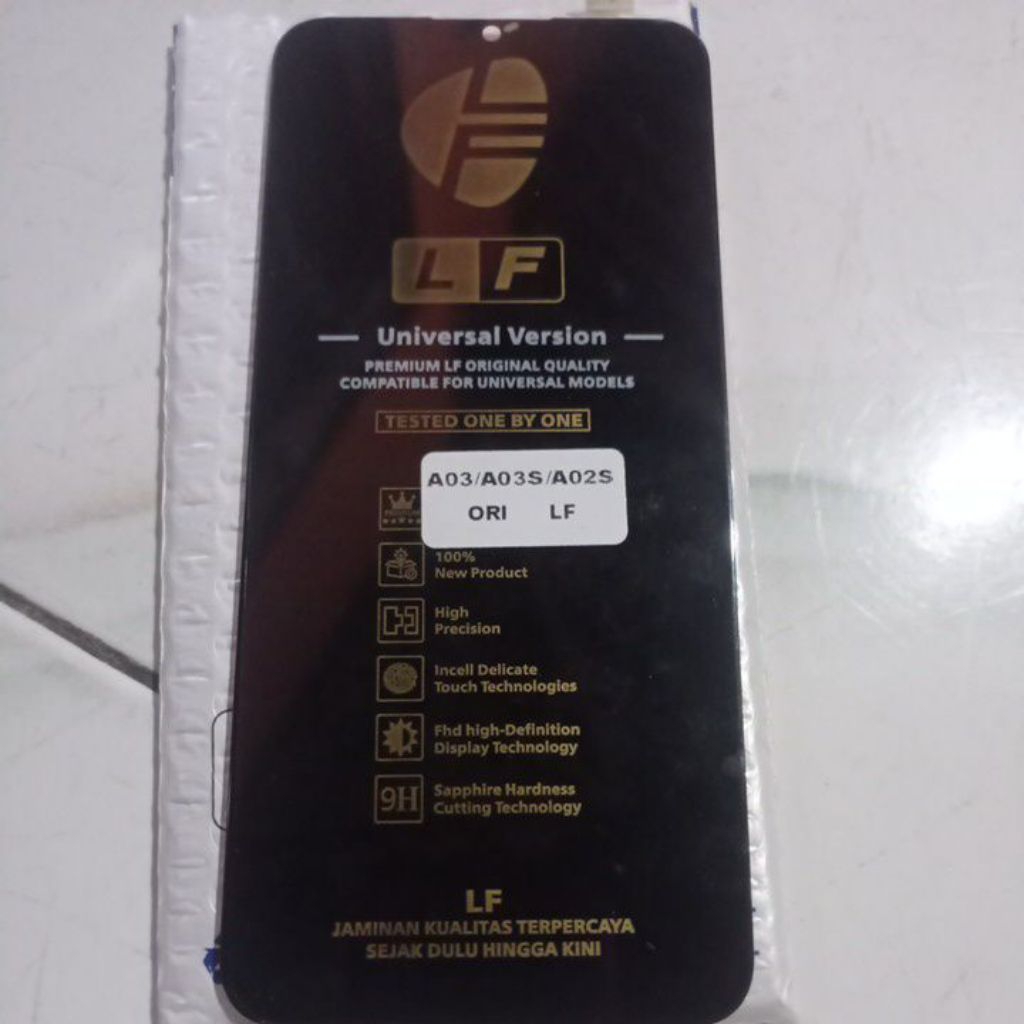 LF
L F
Universal Version
PREMIUM LF ORIGINAL QUALITY
COMPATIBLE FOR UNIVERSAL MODELS
TESTED ONE BY ONE
A03/A03S/A02S
ORI LF
100%
New Product
High
Precision
Incell Delicate
Touch Technologies
Fhd high-Definition
Display Technology
9H
Sapphire Hardness
Cutting Technology
LF
JAMINAN KUALITAS TERPERCAYA
SEJAK DULU HINGGA KINI